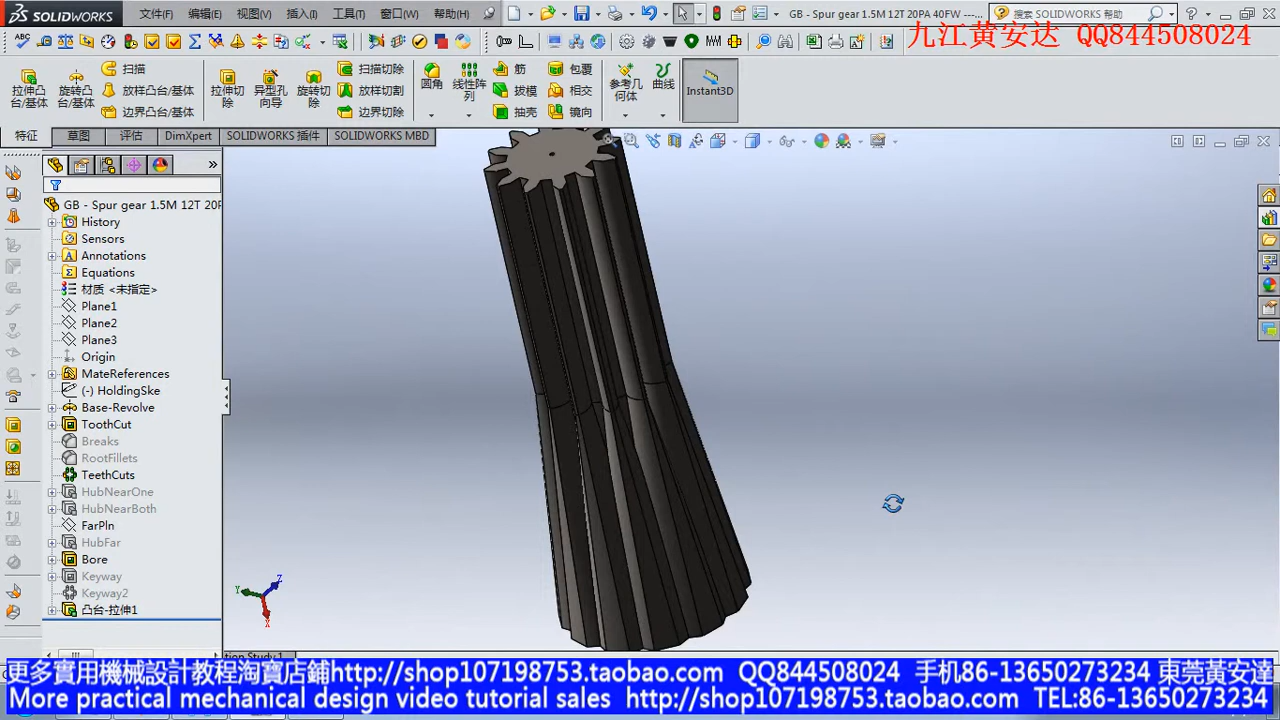 SOLIDWORKS 文件(F) 编辑(E) 视图(V) 插入(I) 工具(T) 窗口(W) 帮助(H) GB - Spur gear 1.5M 12T 20PA 40FW ---... 搜索 SOLIDWORKS 帮助
九江黄安达 QQ844508024
拉伸凸台/基体 旋转凸台/基体 扫描 放样凸台/基体 边界凸台/基体 拉伸切除 异型孔向导 旋转切除 扫描切除 放样切割 边界切除 圆角 线性阵列 筋 拔模 抽壳 包覆 相交 镜向 参考几何体 曲线 Instant3D
特征 草图 评估 DimXpert SOLIDWORKS 插件 SOLIDWORKS MBD
GB - Spur gear 1.5M 12T 20P
History
Sensors
Annotations
Equations
材质 <未指定>
Plane1
Plane2
Plane3
Origin
MateReferences
(-) HoldingSke
Base-Revolve
ToothCut
Breaks
RootFillets
TeethCuts
HubNearOne
HubNearBoth
FarPln
HubFar
Bore
Keyway
Keyway2
凸台-拉伸1
Z
Y
X
更多實用機械設計教程淘寶店鋪http://shop107198753.taobao.com QQ844508024 手机86-13650273234 東莞黃安達
More practical mechanical design video tutorial sales http://shop107198753.taobao.com TEL:86-13650273234